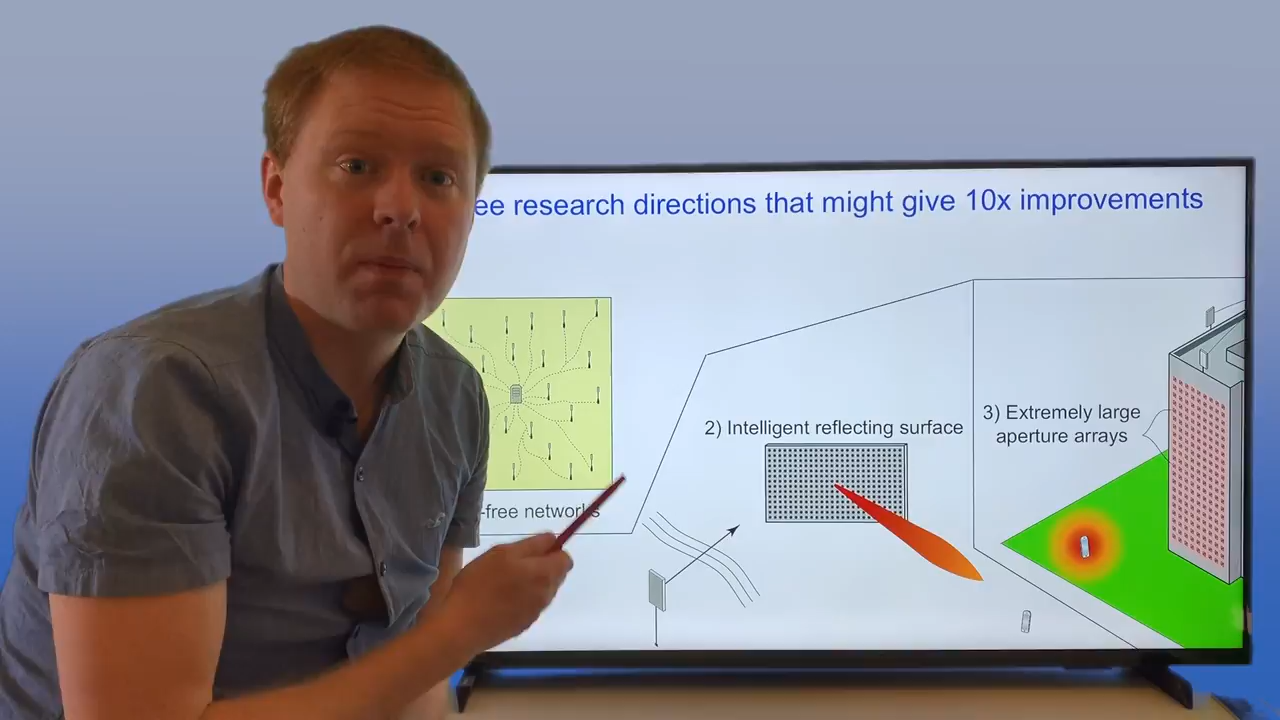 ee research directions that might give 10x improvements
-free networks
2) Intelligent reflecting surface
3) Extremely large
aperture arrays